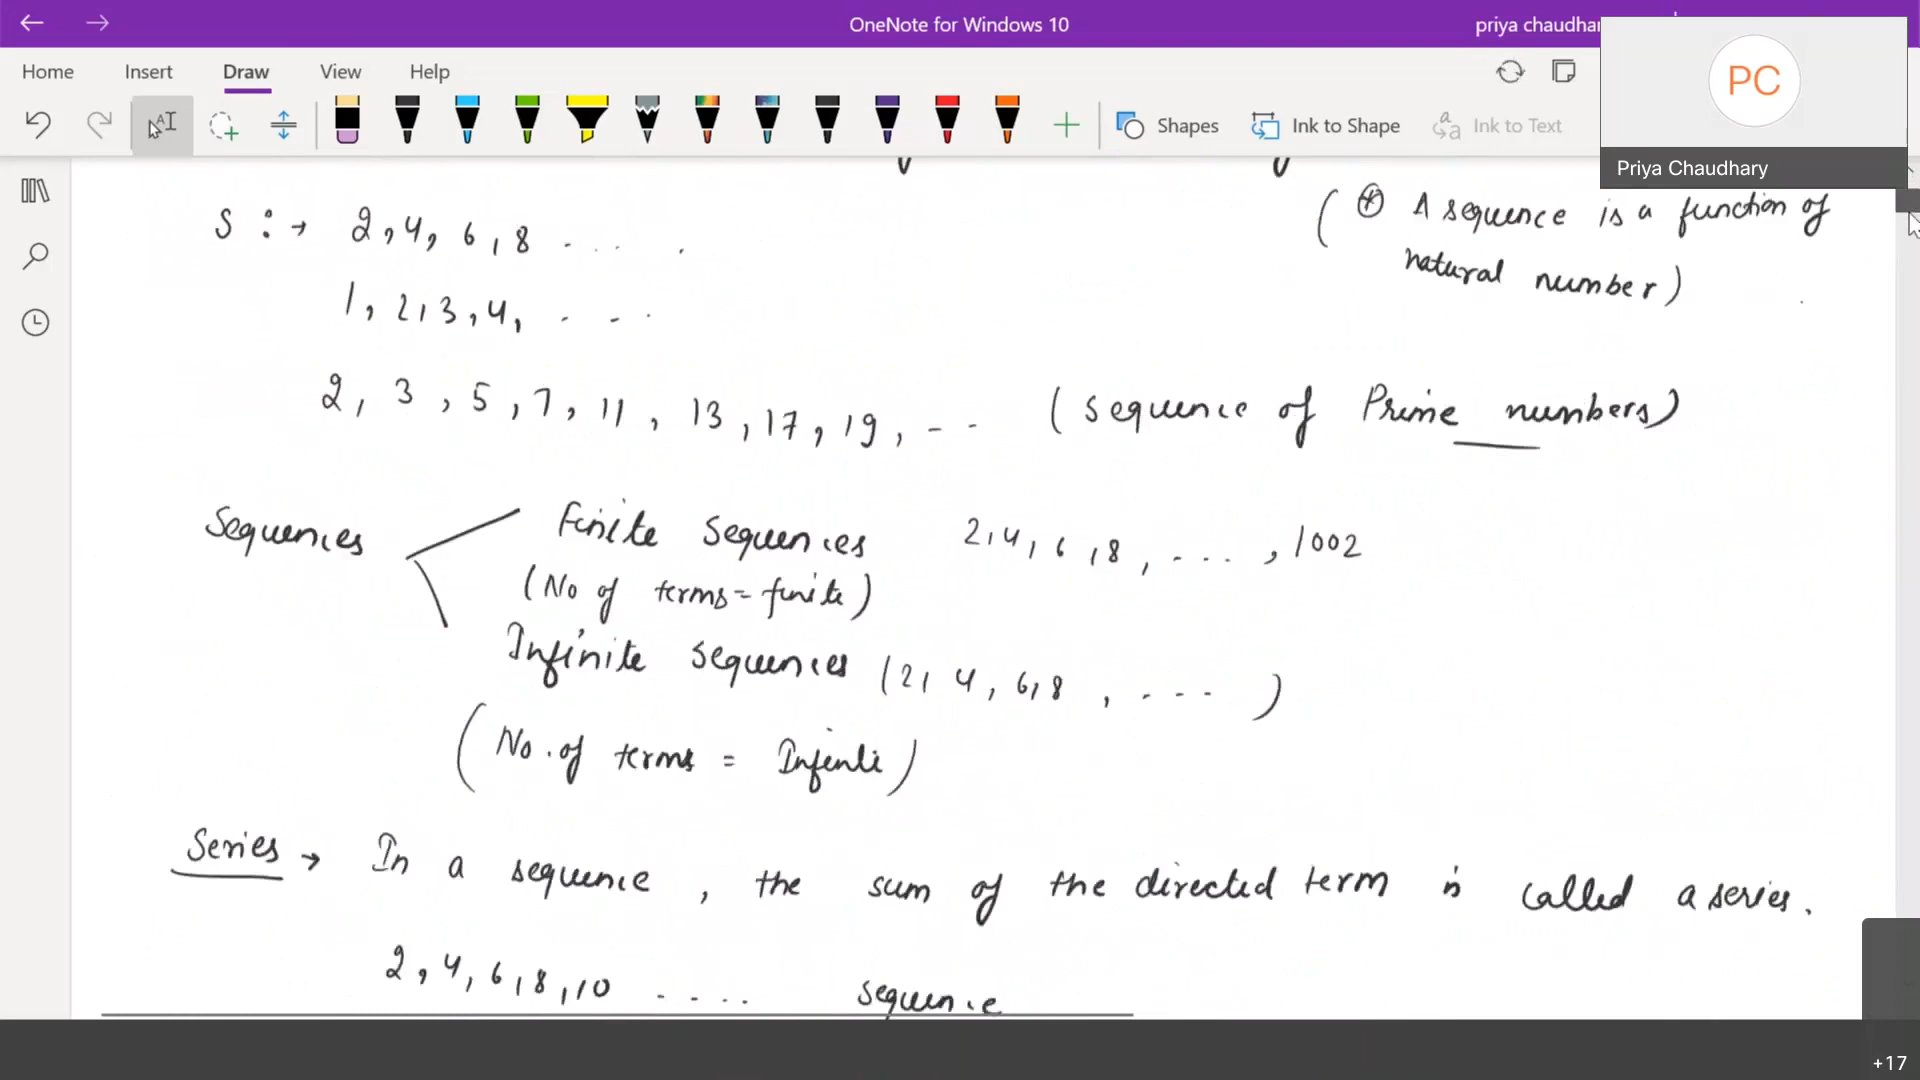 OneNote for Windows 10
priya chaudhar
PC
Priya Chaudhary
Home Insert Draw View Help
Shapes Ink to Shape Ink to Text
S :→ 2, 4, 6, 8 . . . .
(⊛ A sequence is a function of
natural number)
1, 2, 3, 4, . . .
2, 3, 5, 7, 11, 13, 17, 19, - - (sequence of Prime numbers)
Sequences
Finite Sequences 2, 4, 6, 8, . . . . , 1002
(No of terms = finite)
Infinite sequences (2, 4, 6, 8, . . . . )
(No. of terms = Infinite)
Series → In a sequence, the sum of the directed term is called a series.
2, 4, 6, 8, 10 . . . . sequence
+17